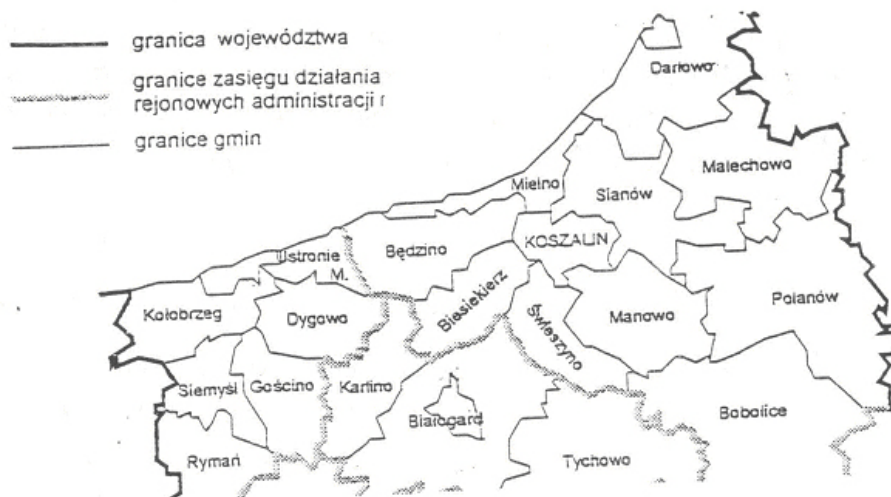 granica województwa
granice zasięgu działania
rejonowych administracji r
granice gmin
Darłowo
Malechowo
Mielno
Sianów
Ustronie
M.
Będzino
KOSZALIN
Kołobrzeg
Dygowo
Biesiekierz
Świeszyno
Manowo
Polanów
Siemyśl
Gościno
Karlino
Białogard
Bobolice
Rymań
Tychowo